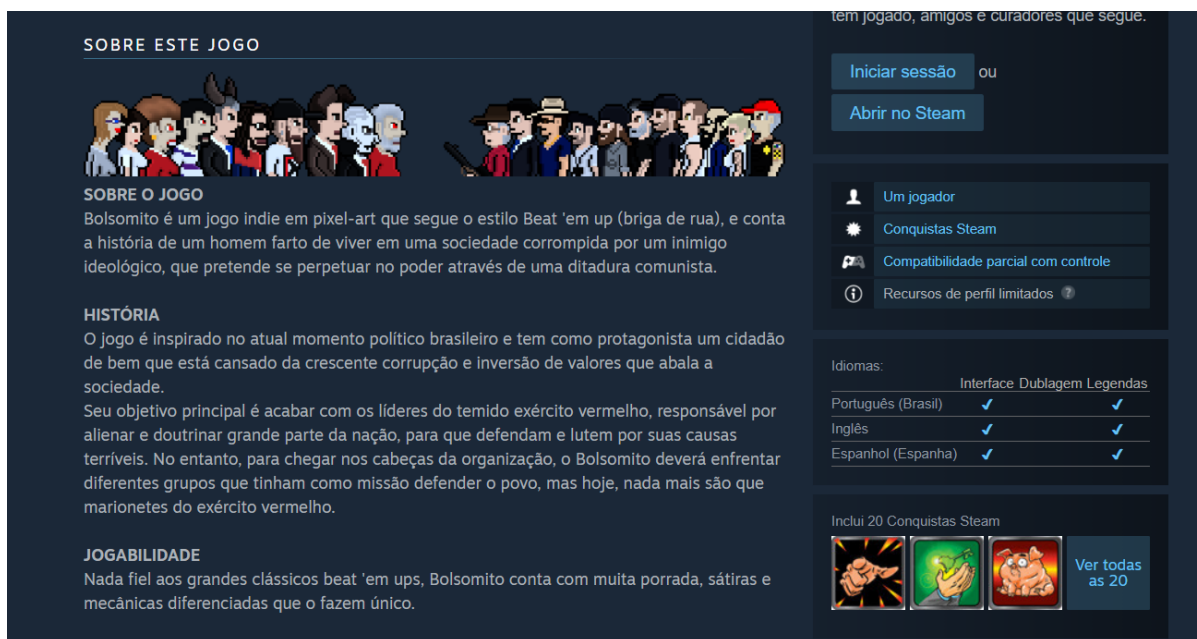 SOBRE ESTE JOGO
SOBRE O JOGO
Bolsomito é um jogo indie em pixel-art que segue o estilo Beat 'em up (briga de rua), e conta
a história de um homem farto de viver em uma sociedade corrompida por um inimigo
ideológico, que pretende se perpetuar no poder através de uma ditadura comunista.
HISTÓRIA
O jogo é inspirado no atual momento político brasileiro e tem como protagonista um cidadão
de bem que está cansado da crescente corrupção e inversão de valores que abala a
sociedade.
Seu objetivo principal é acabar com os líderes do temido exército vermelho, responsável por
alienar e doutrinar grande parte da nação, para que defendam e lutem por suas causas
terríveis. No entanto, para chegar nos cabeças da organização, o Bolsomito deverá enfrentar
diferentes grupos que tinham como missão defender o povo, mas hoje, nada mais são que
marionetes do exército vermelho.
JOGABILIDADE
Nada fiel aos grandes clássicos beat 'em ups, Bolsomito conta com muita porrada, sátiras e
mecânicas diferenciadas que o fazem único.
tem jogado, amigos e curadores que segue.
Iniciar sessão ou
Abrir no Steam
Um jogador
Conquistas Steam
Compatibilidade parcial com controle
Recursos de perfil limitados ?
Idiomas:
Interface Dublagem Legendas
Português (Brasil) ✓ ✓
Inglês ✓ ✓
Espanhol (Espanha) ✓ ✓
Inclui 20 Conquistas Steam
Ver todas
as 20